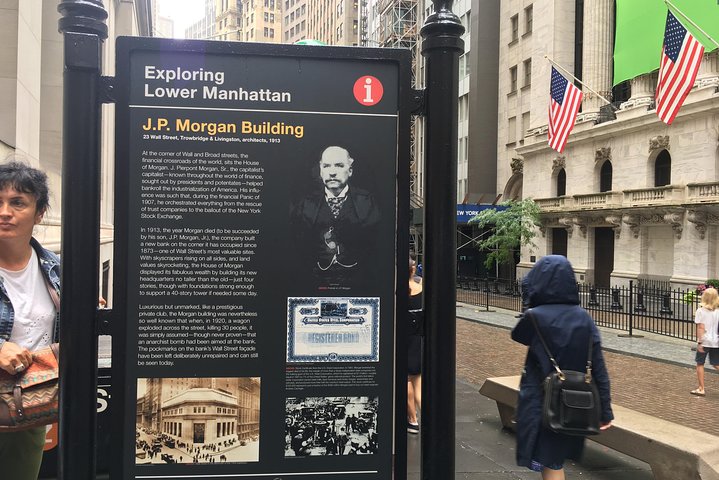 Exploring
Lower Manhattan
i
J.P. Morgan Building
23 Wall Street, Trowbridge & Livingston, architects, 1913
At the corner of Wall and Broad streets, the
financial crossroads of the world, sits the House
of Morgan. J. Pierpont Morgan, Sr., the capitalist's
capitalist—known throughout the world of finance,
sought out by presidents and potentates—helped
bankroll the industrialization of America. His influ-
ence was such that, during the financial Panic of
1907, he orchestrated everything from the rescue
of trust companies to the bailout of the New York
Stock Exchange.
In 1913, the year Morgan died (to be succeeded
by his son, J.P. Morgan, Jr.), the company built
a new bank on the corner it has occupied since
1873—one of Wall Street's most valuable sites.
With skyscrapers rising on all sides, and land
values skyrocketing, the House of Morgan
displayed its fabulous wealth by building its new
headquarters no taller than the old—just four
stories, though with foundations strong enough
to support a 40-story tower if needed some day.
Luxurious but unmarked, like a prestigious
private club, the Morgan building was nevertheless
so well known that when, in 1920, a wagon
exploded across the street, killing 30 people, it
was simply assumed—though never proven—that
an anarchist bomb had been aimed at the bank.
The pockmarks on the bank's Wall Street façade
have been left deliberately unrepaired and can still
be seen today.
REGISTERED BOND
NEW YORK